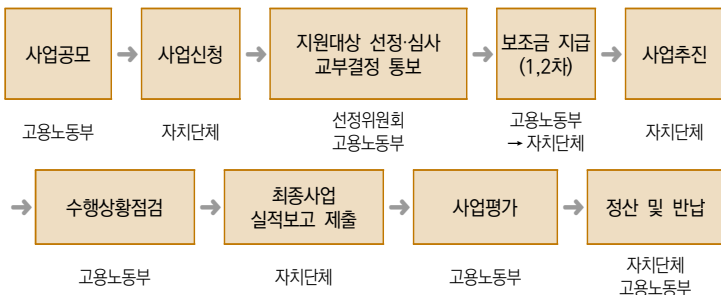 사업공모
사업신청
지원대상 선정·심사
교부결정 통보
보조금 지급
(1,2차)
사업추진
고용노동부
자치단체
선정위원회
고용노동부
고용노동부
→ 자치단체
자치단체
수행상황점검
최종사업
실적보고 제출
사업평가
정산 및 반납
고용노동부
자치단체
고용노동부
자치단체
고용노동부